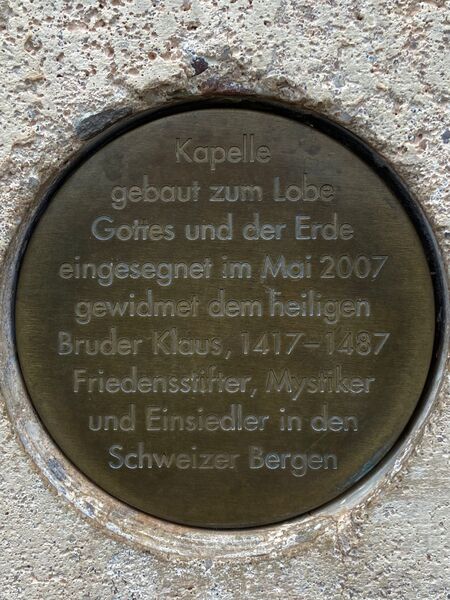 Kapelle
gebaut zum Lobe
Gottes und der Erde
eingesegnet im Mai 2007
gewidmet dem heiligen
Bruder Klaus, 1417–1487
Friedensstifter, Mystiker
und Einsiedler in den
Schweizer Bergen